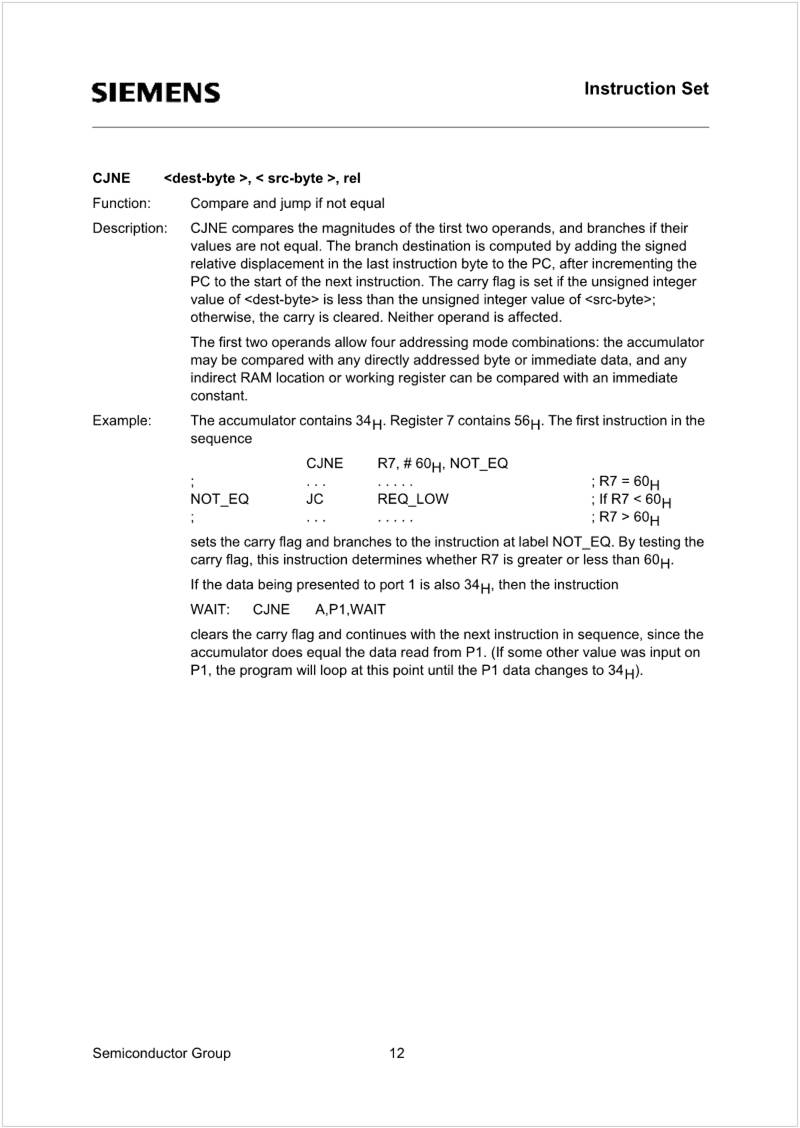 SIEMENS
Instruction Set
CJNE <dest-byte >, < src-byte >, rel
Function: Compare and jump if not equal
Description: CJNE compares the magnitudes of the tirst two operands, and branches if their
values are not equal. The branch destination is computed by adding the signed
relative displacement in the last instruction byte to the PC, after incrementing the
PC to the start of the next instruction. The carry flag is set if the unsigned integer
value of <dest-byte> is less than the unsigned integer value of <src-byte>;
otherwise, the carry is cleared. Neither operand is affected.
The first two operands allow four addressing mode combinations: the accumulator
may be compared with any directly addressed byte or immediate data, and any
indirect RAM location or working register can be compared with an immediate
constant.
Example: The accumulator contains 34H. Register 7 contains 56H. The first instruction in the
sequence
CJNE R7, # 60H, NOT_EQ
; . . . . . . . . ; R7 = 60H
NOT_EQ JC REQ_LOW ; If R7 < 60H
; . . . . . . . . ; R7 > 60H
sets the carry flag and branches to the instruction at label NOT_EQ. By testing the
carry flag, this instruction determines whether R7 is greater or less than 60H.
If the data being presented to port 1 is also 34H, then the instruction
WAIT: CJNE A,P1,WAIT
clears the carry flag and continues with the next instruction in sequence, since the
accumulator does equal the data read from P1. (If some other value was input on
P1, the program will loop at this point until the P1 data changes to 34H).
Semiconductor Group 12